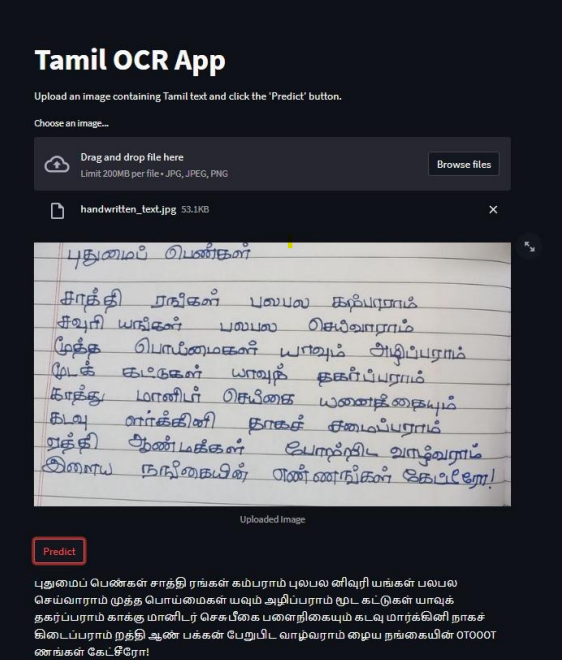 Tamil OCR App
Upload an image containing Tamil text and click the 'Predict' button.
Choose an image...
Drag and drop file here
Limit 200MB per file • JPG, JPEG, PNG
Browse files
handwritten_text.jpg 53.1KB
புதுமைப் பெண்கள்
சாத்தி ரங்கள் பலபல கற்பராம்
சவுரி யங்கள் பலபல செய்வாராம்
மூத்த பொய்மைகள் யாவும் அழிப்பராம்
மூடக் கட்டுகள் யாவுந் தகர்ப்பராம்
காத்து மானிடர் செய்கை யனைத்தையும்
கடவு ளர்க்கினி தாகச் சமைப்பராம்
ஏத்தி ஆண்மக்கள் போற்றிட வாழ்வராம்
இளைய நங்கையின் எண்ணங்கள் கேட்டீரோ!
Uploaded Image
Predict
புதுமைப் பெண்கள் சாத்தி ரங்கள் கம்பராம் புலபல னிவுரி யங்கள் பலபல
செய்வாராம் முத்த பொய்மைகள் யவும் அழிப்பராம் மூட கட்டுகள் யாவுக்
தகர்ப்பராம் காக்கு மானிடர் செசுபீகை பளைநிகையும் கடவு மார்க்கினி நாகச்
கிடைப்பராம் றத்தி ஆண் பக்கன் பேறுபிட வாழ்வராம் ழைய நங்கையின் 0T000T
ணங்கள் கேட்சீரோ!